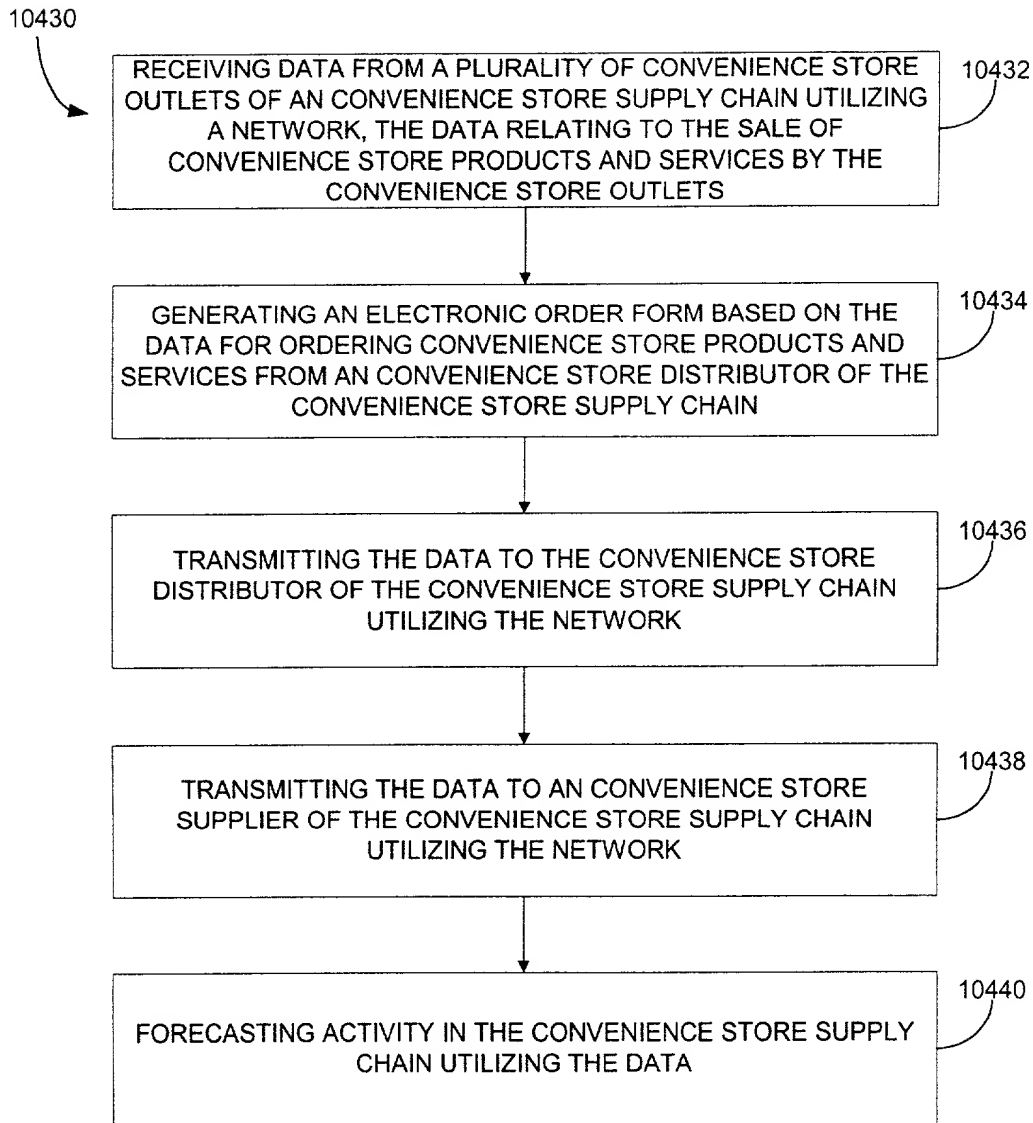 10430
RECEIVING DATA FROM A PLURALITY OF CONVENIENCE STORE
OUTLETS OF AN CONVENIENCE STORE SUPPLY CHAIN UTILIZING
A NETWORK, THE DATA RELATING TO THE SALE OF
CONVENIENCE STORE PRODUCTS AND SERVICES BY THE
CONVENIENCE STORE OUTLETS
10432
GENERATING AN ELECTRONIC ORDER FORM BASED ON THE
DATA FOR ORDERING CONVENIENCE STORE PRODUCTS AND
SERVICES FROM AN CONVENIENCE STORE DISTRIBUTOR OF THE
CONVENIENCE STORE SUPPLY CHAIN
10434
TRANSMITTING THE DATA TO THE CONVENIENCE STORE
DISTRIBUTOR OF THE CONVENIENCE STORE SUPPLY CHAIN
UTILIZING THE NETWORK
10436
TRANSMITTING THE DATA TO AN CONVENIENCE STORE
SUPPLIER OF THE CONVENIENCE STORE SUPPLY CHAIN
UTILIZING THE NETWORK
10438
FORECASTING ACTIVITY IN THE CONVENIENCE STORE SUPPLY
CHAIN UTILIZING THE DATA
10440